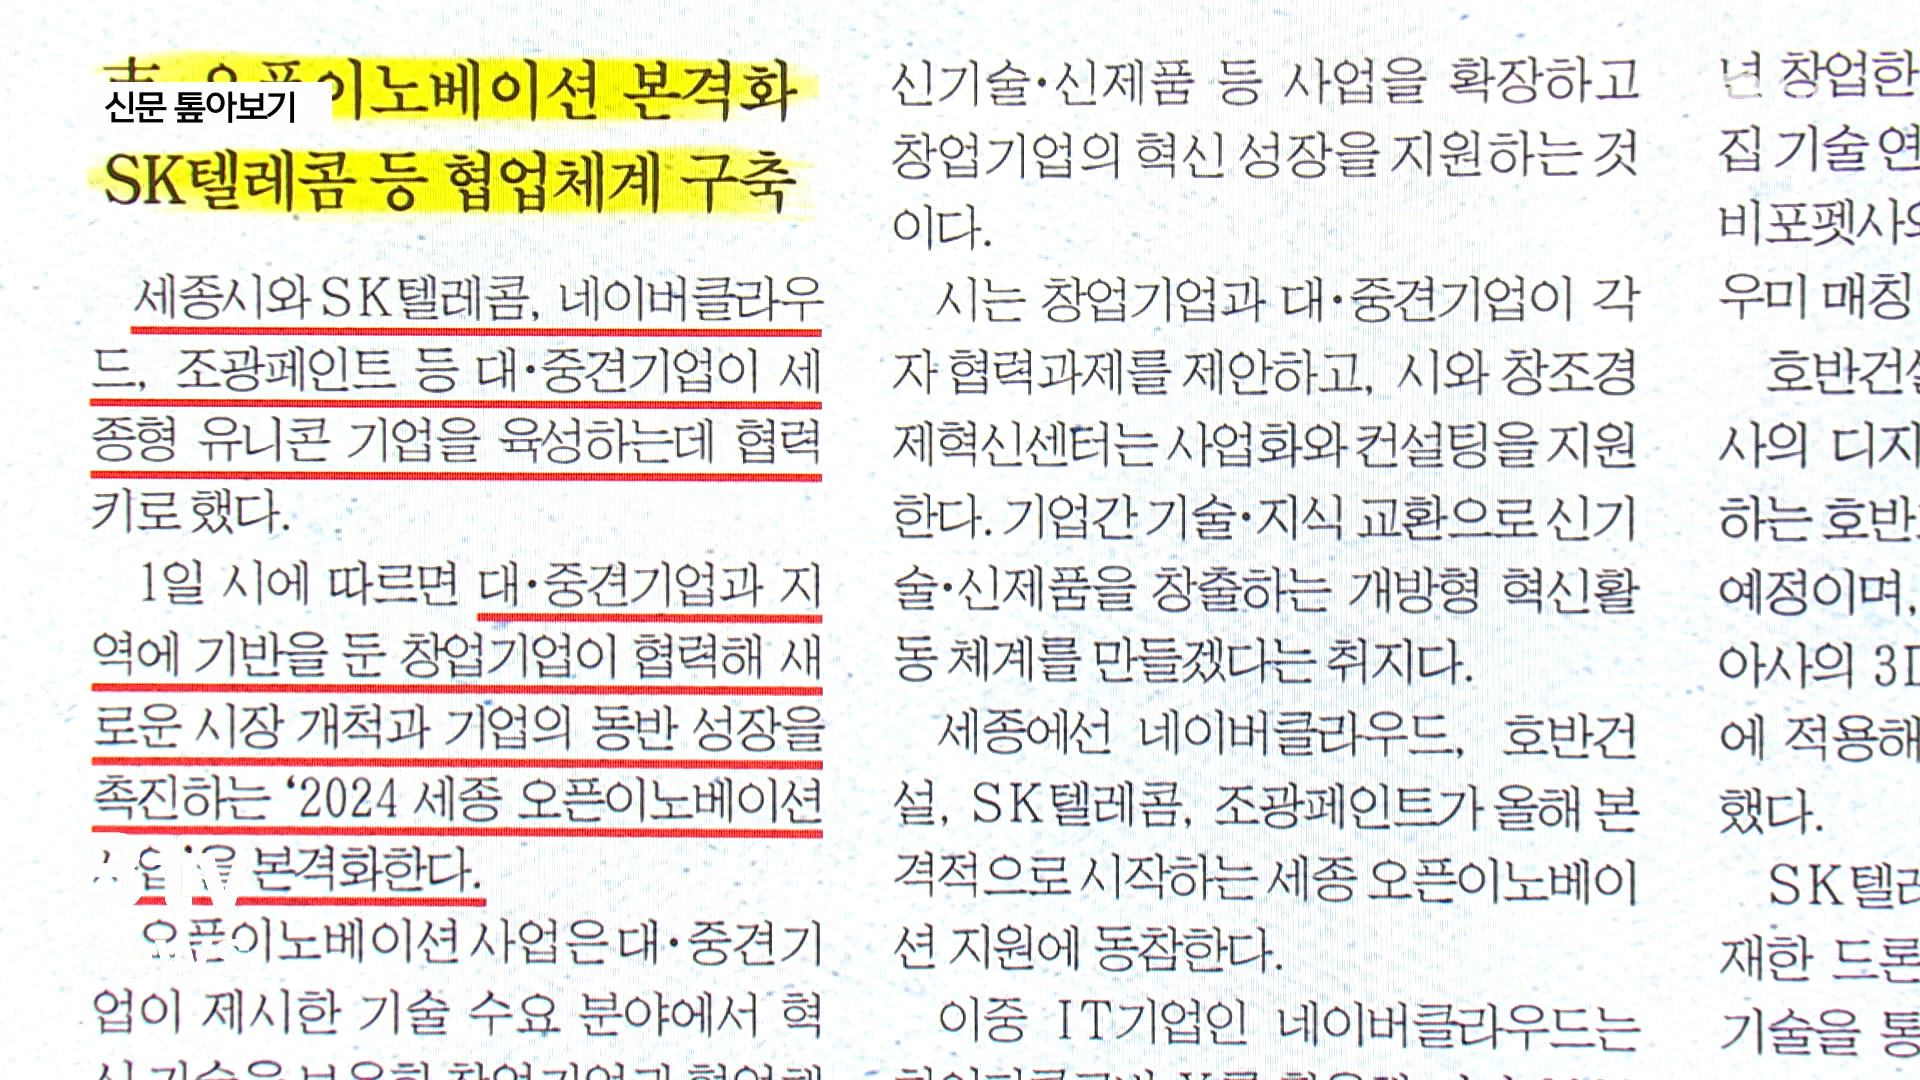 신문 톺아보기
이노베이션 본격화
SK텔레콤 등 협업체계 구축
세종시와 SK텔레콤, 네이버클라우
드, 조광페인트 등 대·중견기업이 세
종형 유니콘 기업을 육성하는데 협력
키로 했다.
1일 시에 따르면 대·중견기업과 지
역에 기반을 둔 창업기업이 협력해 새
로운 시장 개척과 기업의 동반 성장을
촉진하는 ‘2024 세종 오픈이노베이션
본격화한다.
오픈이노베이션 사업은 대·중견기
업이 제시한 기술 수요 분야에서 혁
신기술·신제품 등 사업을 확장하고
창업기업의 혁신 성장을 지원하는 것
이다.
시는 창업기업과 대·중견기업이 각
자 협력과제를 제안하고, 시와 창조경
제혁신센터는 사업화와 컨설팅을 지원
한다. 기업간 기술·지식 교환으로 신기
술·신제품을 창출하는 개방형 혁신활
동 체계를 만들겠다는 취지다.
세종에선 네이버클라우드, 호반건
설, SK텔레콤, 조광페인트가 올해 본
격적으로 시작하는 세종 오픈이노베이
션 지원에 동참한다.
이중 IT기업인 네이버클라우드는
년 창업한
집 기술 연
비포펫사와
우미 매칭
호반건설
사의 디지
하는 호반
예정이며,
아사의 3D
에 적용해
했다.
SK텔레
재한 드론
기술을 통